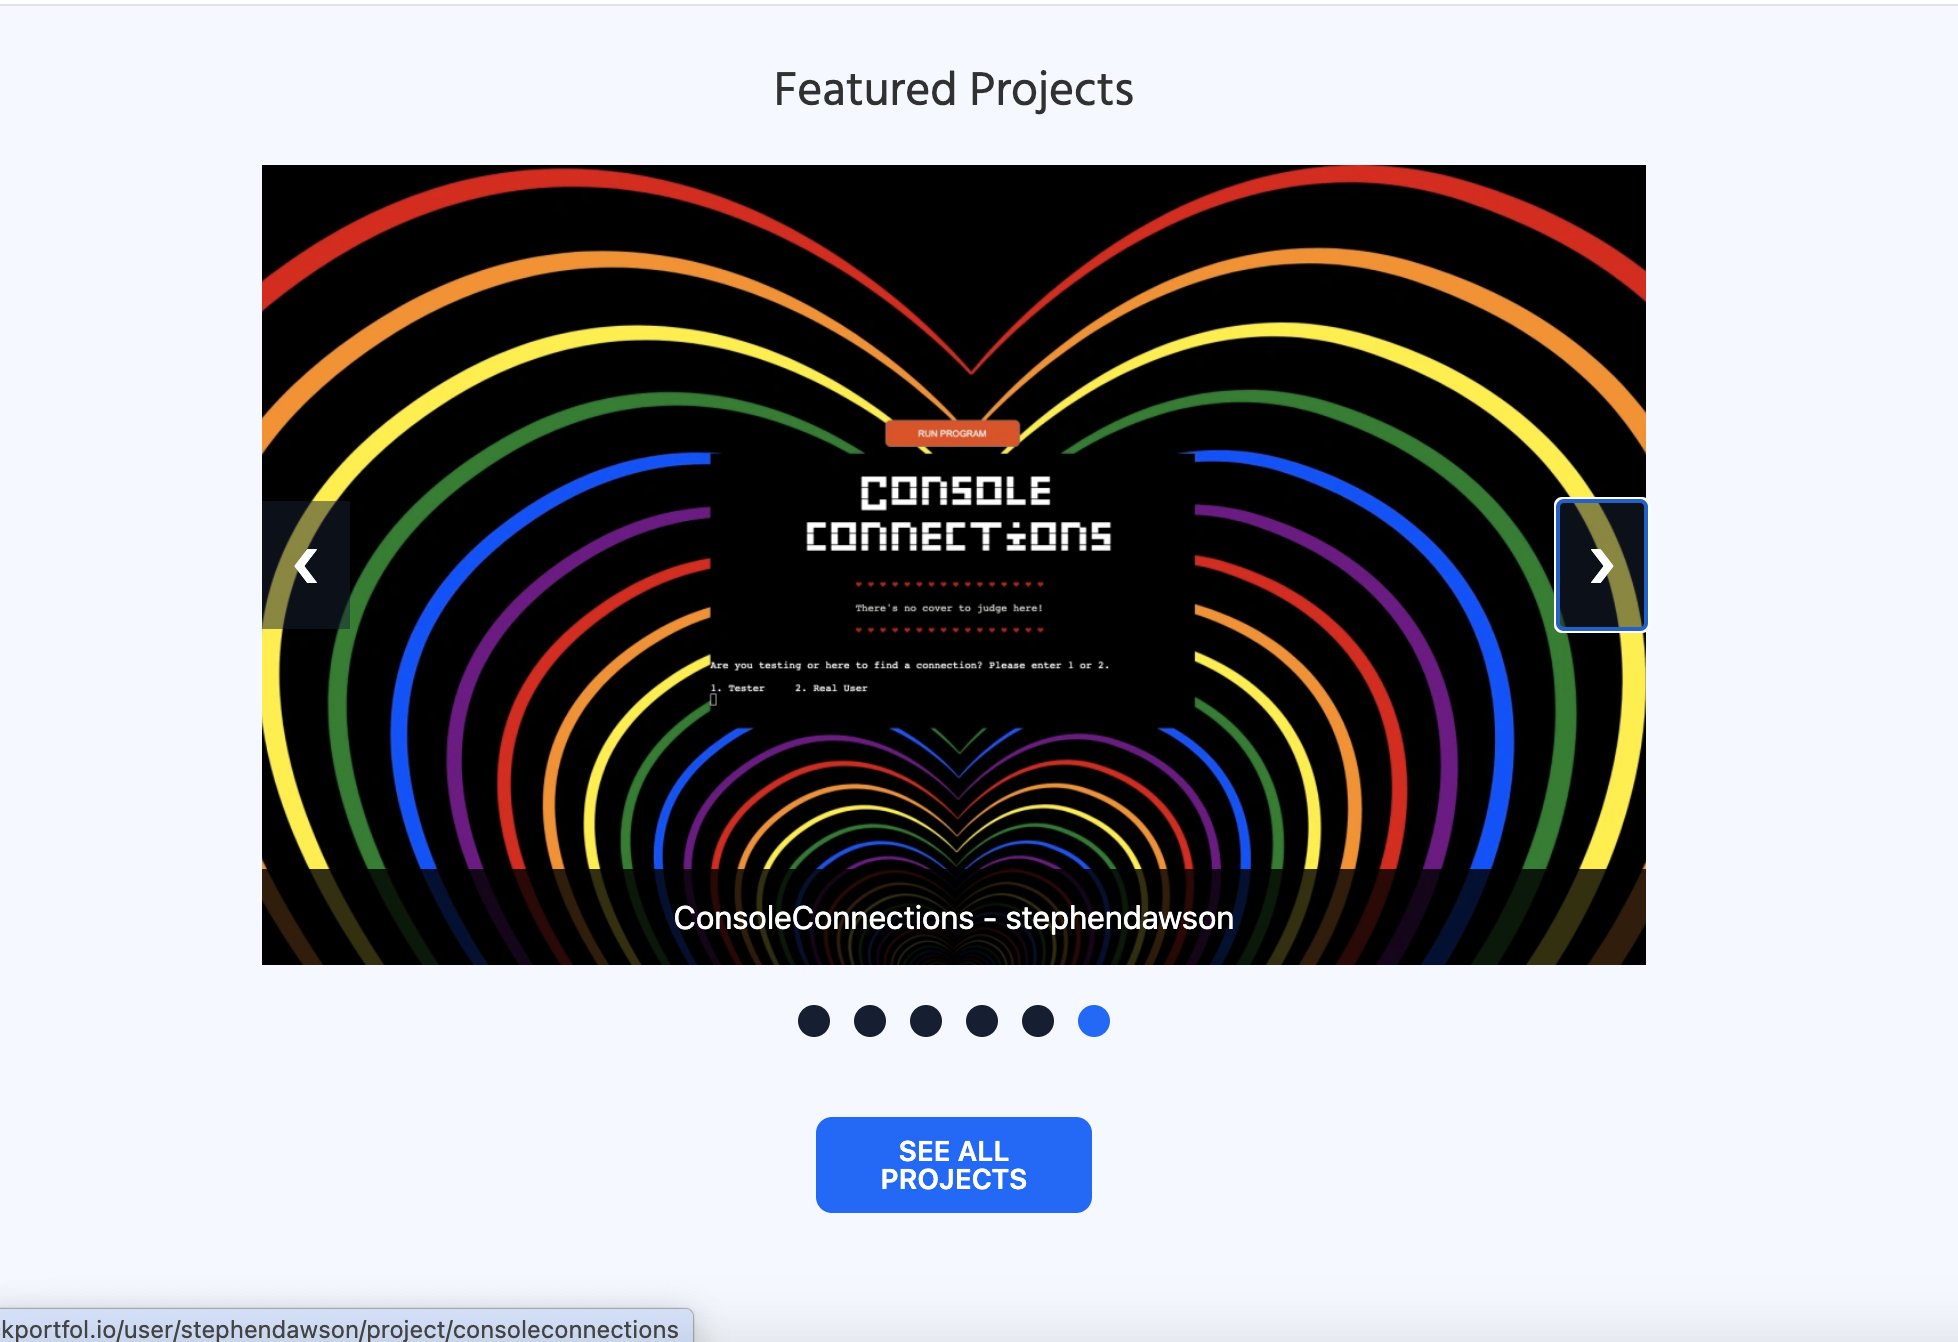 Featured Projects
RUN PROGRAM
CONSOLE
CONNECTIONS
There's no cover to judge here!
Are you testing or here to find a connection? Please enter 1 or 2.
1. Tester 2. Real User
ConsoleConnections - stephendawson
SEE ALL
PROJECTS
kportfol.io/user/stephendawson/project/consoleconnections